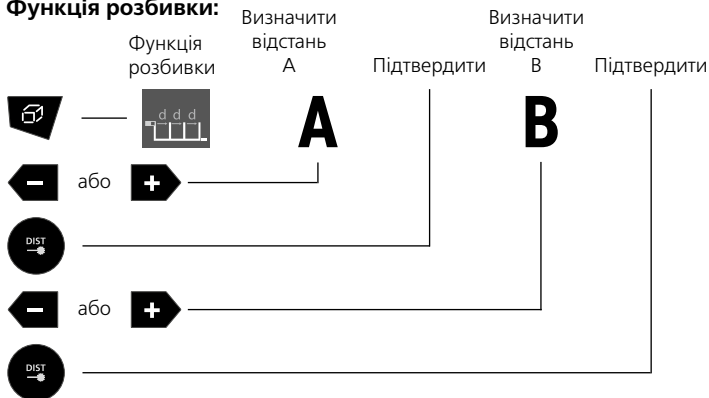 Функція розбивки:
Функція
розбивки
Визначити
відстань
A
Підтвердити
Визначити
відстань
B
Підтвердити
d d d
A
B
– або +
DIST
– або +
DIST